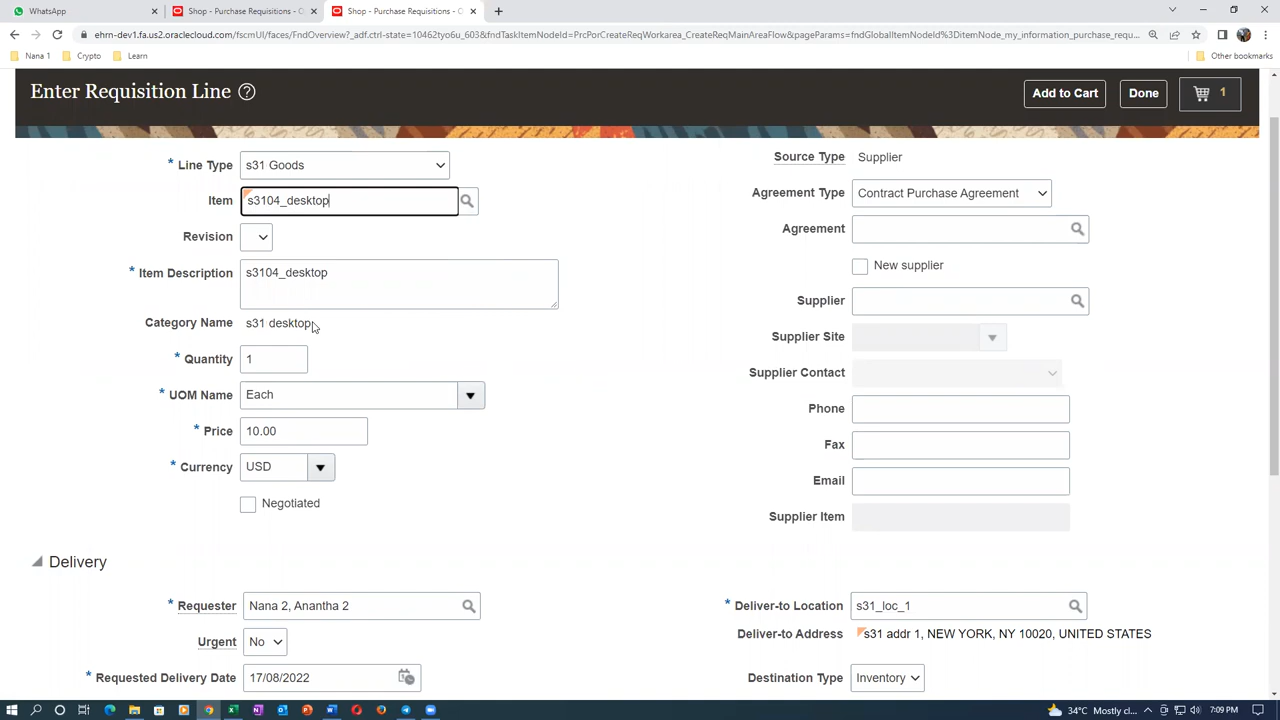 WhatsApp
Shop - Purchase Requisitions - C
Shop - Purchase Requisitions - C
ehrm-dev1.fa.us2.oraclecloud.com/fscmUI/faces/FndOverview?_adf.ctrl-state=10462tyo6u_603&fndTaskItemNodeId=PrcPorCreateReqWorkarea_CreateReqMainAreaFlow&pageParams=fndGlobalItemNodeId%3DitemNode_my_information_purchase_requ...
Nana 1
Crypto
Learn
Other bookmarks
Enter Requisition Line
Add to Cart
Done
1
* Line Type s31 Goods
Source Type Supplier
Item s3104_desktop
Agreement Type Contract Purchase Agreement
Revision
Agreement
* Item Description s3104_desktop
New supplier
Category Name s31 desktop
Supplier
* Quantity 1
Supplier Site
* UOM Name Each
Supplier Contact
* Price 10.00
Phone
* Currency USD
Fax
Negotiated
Email
Supplier Item
Delivery
* Requester Nana 2, Anantha 2
* Deliver-to Location s31_loc_1
Urgent No
Deliver-to Address s31 addr 1, NEW YORK, NY 10020, UNITED STATES
* Requested Delivery Date 17/08/2022
Destination Type Inventory
34°C Mostly c...
7:09 PM